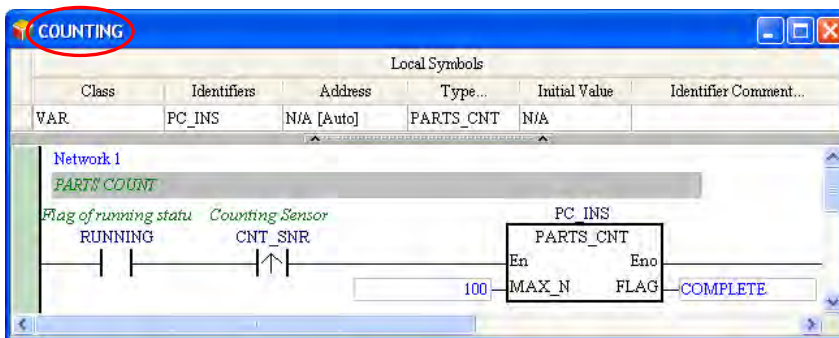 COUNTING
Local Symbols
Class Identifiers Address Type... Initial Value Identifier Comment...
VAR PC_INS N/A [Auto] PARTS_CNT N/A
Network 1
PARTS COUNT
Flag of running statu Counting Sensor PC_INS
RUNNING CNT_SNR PARTS_CNT
En Eno
100 MAX_N FLAG COMPLETE